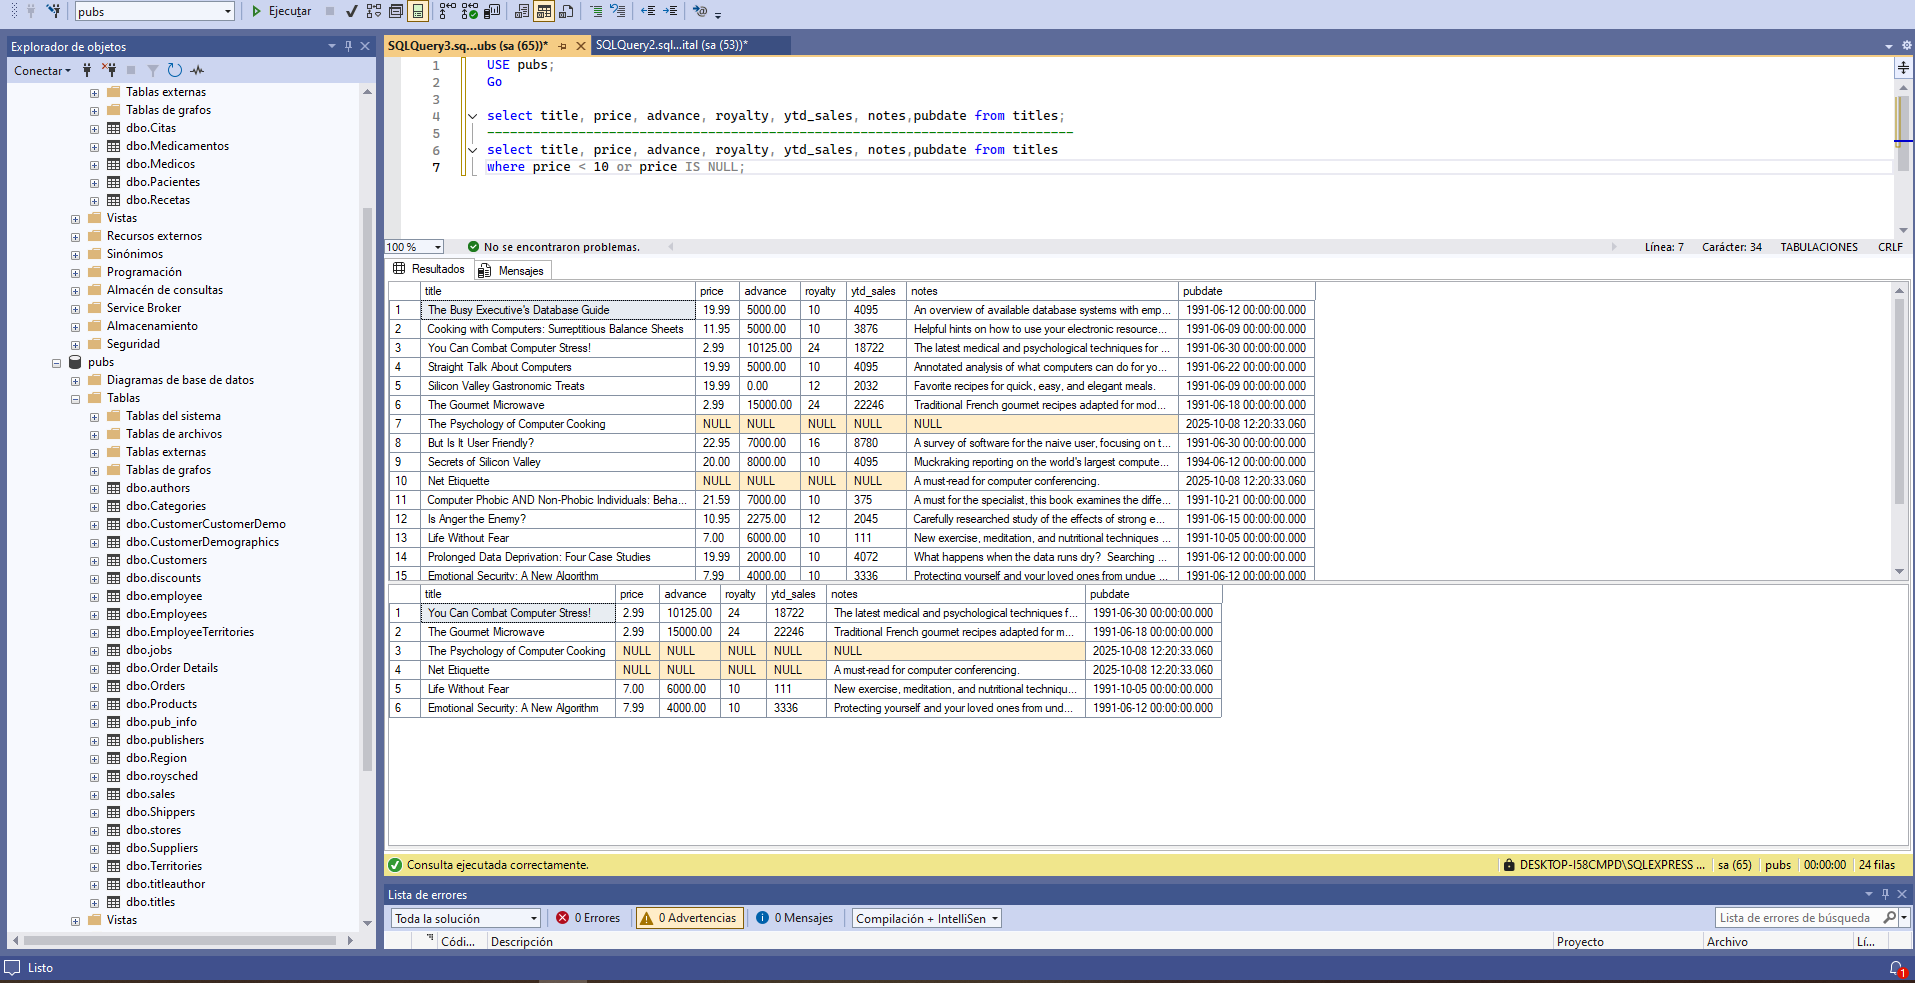 pubs
Ejecutar
Explorador de objetos
Conectar
Tablas externas
Tablas de grafos
dbo.Citas
dbo.Medicamentos
dbo.Medicos
dbo.Pacientes
dbo.Recetas
Vistas
Recursos externos
Sinónimos
Programación
Almacén de consultas
Service Broker
Almacenamiento
Seguridad
pubs
Diagramas de base de datos
Tablas
Tablas del sistema
Tablas de archivos
Tablas externas
Tablas de grafos
dbo.authors
dbo.Categories
dbo.CustomerCustomerDemo
dbo.CustomerDemographics
dbo.Customers
dbo.discounts
dbo.employee
dbo.Employees
dbo.EmployeeTerritories
dbo.jobs
dbo.Order Details
dbo.Orders
dbo.Products
dbo.pub_info
dbo.publishers
dbo.Region
dbo.roysched
dbo.sales
dbo.Shippers
dbo.stores
dbo.Suppliers
dbo.Territories
dbo.titleauthor
dbo.titles
Vistas
SQLQuery3.sq...ubs (sa (65))* SQLQuery2.sql...ital (sa (53))*
1 USE pubs;
2 Go
3
4 select title, price, advance, royalty, ytd_sales, notes,pubdate from titles;
5 ----------------------------------------------------------------------------
6 select title, price, advance, royalty, ytd_sales, notes,pubdate from titles
7 where price < 10 or price IS NULL;
100 % No se encontraron problemas. Línea: 7 Carácter: 34 TABULACIONES CRLF
Resultados Mensajes
title price advance royalty ytd_sales notes pubdate
1 The Busy Executive's Database Guide 19.99 5000.00 10 4095 An overview of available database systems with emp... 1991-06-12 00:00:00.000
2 Cooking with Computers: Surreptitious Balance Sheets 11.95 5000.00 10 3876 Helpful hints on how to use your electronic resource... 1991-06-09 00:00:00.000
3 You Can Combat Computer Stress! 2.99 10125.00 24 18722 The latest medical and psychological techniques for ... 1991-06-30 00:00:00.000
4 Straight Talk About Computers 19.99 5000.00 10 4095 Annotated analysis of what computers can do for yo... 1991-06-22 00:00:00.000
5 Silicon Valley Gastronomic Treats 19.99 0.00 12 2032 Favorite recipes for quick, easy, and elegant meals. 1991-06-09 00:00:00.000
6 The Gourmet Microwave 2.99 15000.00 24 22246 Traditional French gourmet recipes adapted for mod... 1991-06-18 00:00:00.000
7 The Psychology of Computer Cooking NULL NULL NULL NULL NULL 2025-10-08 12:20:33.060
8 But Is It User Friendly? 22.95 7000.00 16 8780 A survey of software for the naive user, focusing on t... 1991-06-30 00:00:00.000
9 Secrets of Silicon Valley 20.00 8000.00 10 4095 Muckraking reporting on the world's largest compute... 1994-06-12 00:00:00.000
10 Net Etiquette NULL NULL NULL NULL A must-read for computer conferencing. 2025-10-08 12:20:33.060
11 Computer Phobic AND Non-Phobic Individuals: Beha... 21.59 7000.00 10 375 A must for the specialist, this book examines the diffe... 1991-10-21 00:00:00.000
12 Is Anger the Enemy? 10.95 2275.00 12 2045 Carefully researched study of the effects of strong e... 1991-06-15 00:00:00.000
13 Life Without Fear 7.00 6000.00 10 111 New exercise, meditation, and nutritional techniques ... 1991-10-05 00:00:00.000
14 Prolonged Data Deprivation: Four Case Studies 19.99 2000.00 10 4072 What happens when the data runs dry? Searching ... 1991-06-12 00:00:00.000
15 Emotional Security: A New Algorithm 7.99 4000.00 10 3336 Protecting yourself and your loved ones from undue ... 1991-06-12 00:00:00.000
title price advance royalty ytd_sales notes pubdate
1 You Can Combat Computer Stress! 2.99 10125.00 24 18722 The latest medical and psychological techniques f... 1991-06-30 00:00:00.000
2 The Gourmet Microwave 2.99 15000.00 24 22246 Traditional French gourmet recipes adapted for m... 1991-06-18 00:00:00.000
3 The Psychology of Computer Cooking NULL NULL NULL NULL NULL 2025-10-08 12:20:33.060
4 Net Etiquette NULL NULL NULL NULL A must-read for computer conferencing. 2025-10-08 12:20:33.060
5 Life Without Fear 7.00 6000.00 10 111 New exercise, meditation, and nutritional techniqu... 1991-10-05 00:00:00.000
6 Emotional Security: A New Algorithm 7.99 4000.00 10 3336 Protecting yourself and your loved ones from und... 1991-06-12 00:00:00.000
Consulta ejecutada correctamente. DESKTOP-I58CMPD\SQLEXPRESS ... sa (65) pubs 00:00:00 24 filas
Lista de errores
Toda la solución 0 Errores 0 Advertencias 0 Mensajes Compilación + IntelliSen Lista de errores de búsqueda
Códi... Descripción Proyecto Archivo Lí...
Listo 1